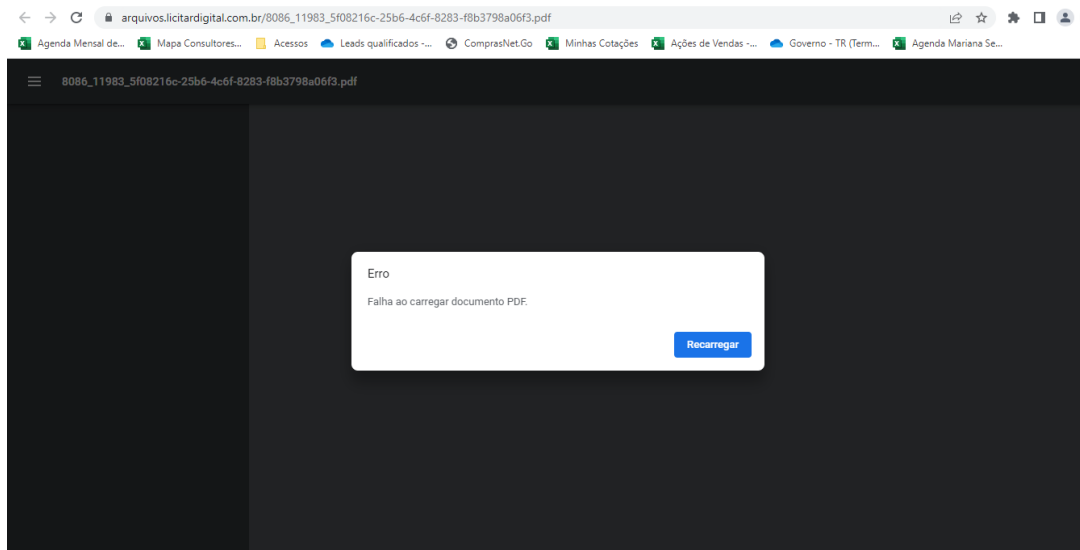 arquivos.licitardigital.com.br/8086_11983_5f08216c-25b6-4c6f-8283-f8b3798a06f3.pdf
Agenda Mensal de... Mapa Consultores... Acessos Leads qualificados -... ComprasNet.Go Minhas Cotações Ações de Vendas -... Governo - TR (Term... Agenda Mariana Se...
8086_11983_5f08216c-25b6-4c6f-8283-f8b3798a06f3.pdf
Erro
Falha ao carregar documento PDF.
Recarregar